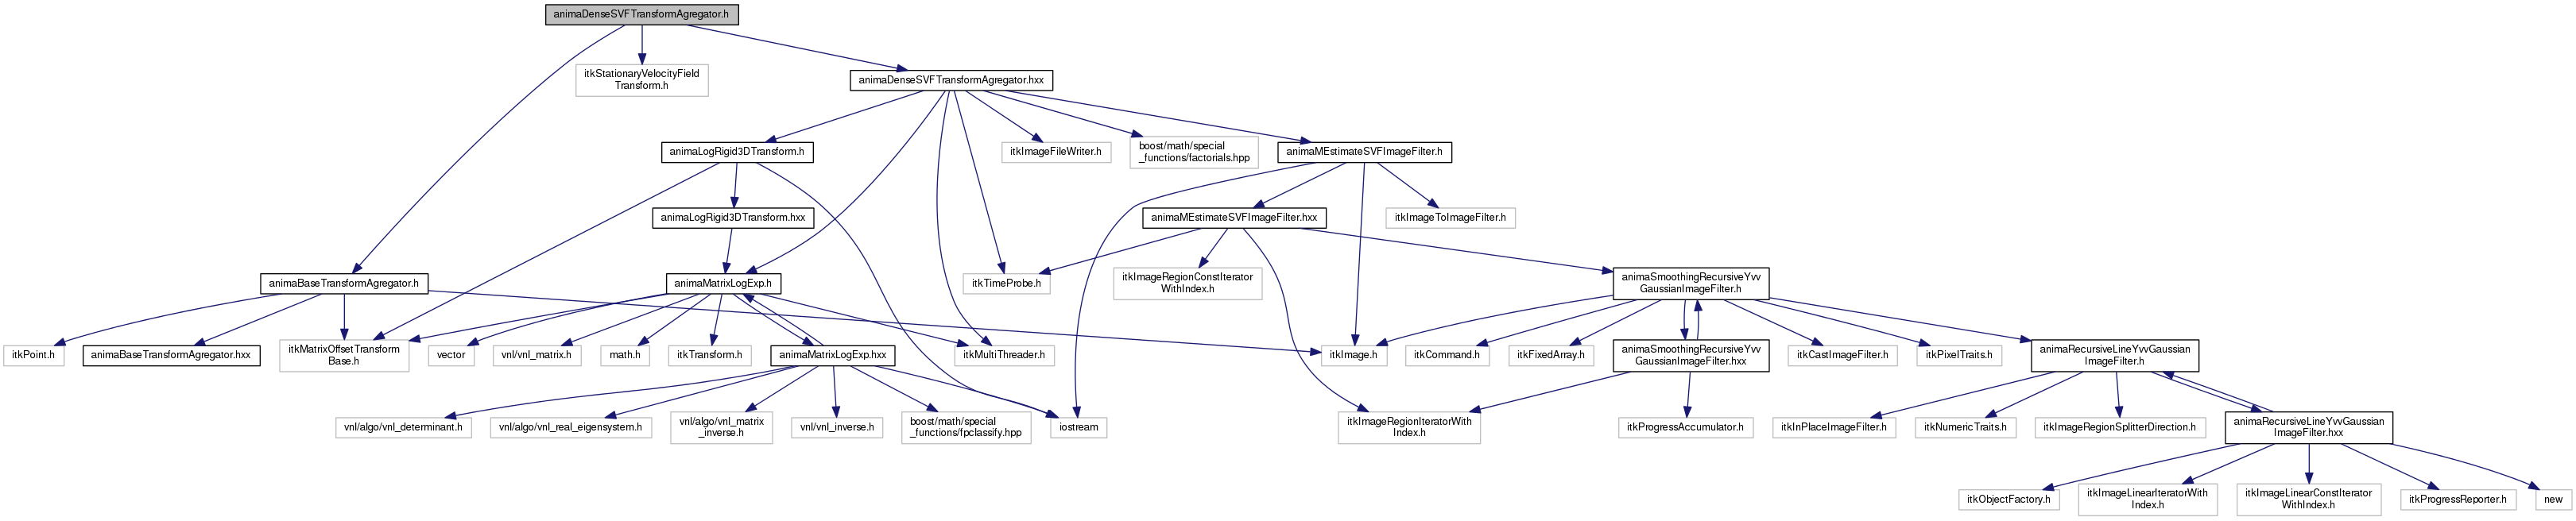 animaDenseSVFTransformAgregator.h
itkStationaryVelocityField
Transform.h
animaDenseSVFTransformAgregator.hxx
animaLogRigid3DTransform.h
itkImageFileWriter.h
boost/math/special
_functions/factorials.hpp
animaMEstimateSVFImageFilter.h
animaLogRigid3DTransform.hxx
animaMEstimateSVFImageFilter.hxx
itkImageToImageFilter.h
animaBaseTransformAgregator.h
animaMatrixLogExp.h
itkTimeProbe.h
itkImageRegionConstIterator
WithIndex.h
animaSmoothingRecursiveYvv
GaussianImageFilter.h
itkPoint.h
animaBaseTransformAgregator.hxx
itkMatrixOffsetTransform
Base.h
vector
vnl/vnl_matrix.h
math.h
itkTransform.h
animaMatrixLogExp.hxx
itkMultiThreader.h
itkImage.h
itkCommand.h
itkFixedArray.h
animaSmoothingRecursiveYvv
GaussianImageFilter.hxx
itkCastImageFilter.h
itkPixelTraits.h
animaRecursiveLineYvvGaussian
ImageFilter.h
vnl/algo/vnl_determinant.h
vnl/algo/vnl_real_eigensystem.h
vnl/algo/vnl_matrix
_inverse.h
vnl/vnl_inverse.h
boost/math/special
_functions/fpclassify.hpp
iostream
itkImageRegionIteratorWith
Index.h
itkProgressAccumulator.h
itkInPlaceImageFilter.h
itkNumericTraits.h
itkImageRegionSplitterDirection.h
animaRecursiveLineYvvGaussian
ImageFilter.hxx
itkObjectFactory.h
itkImageLinearIteratorWith
Index.h
itkImageLinearConstIterator
WithIndex.h
itkProgressReporter.h
new